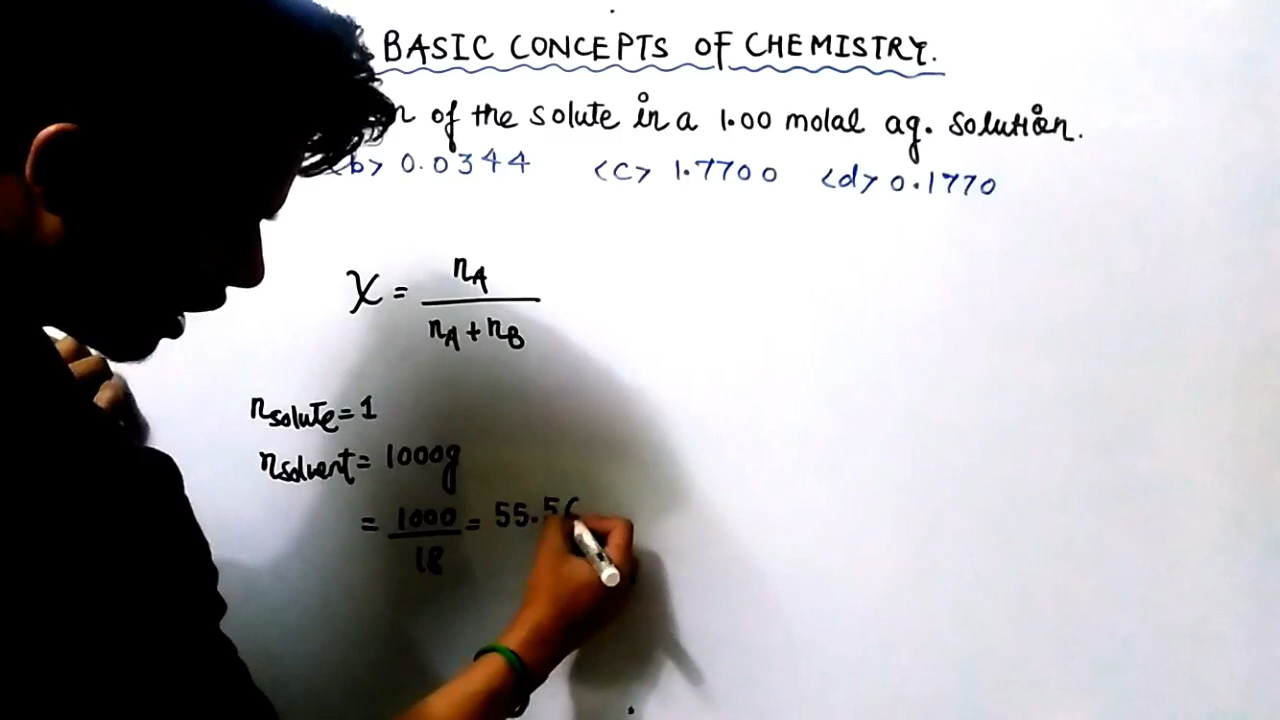 BASIC CONCEPTS OF CHEMISTRY.
of the solute in a 1.00 molal aq. solution.
b> 0.0344 <c> 1.7700 <d> 0.1770
χ = nA
nA + nB
nsolute = 1
nsolvent = 1000g
= 1000 = 55.56
18